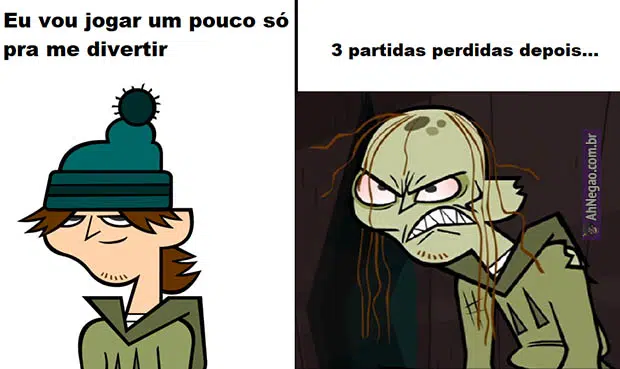 Eu vou jogar um pouco só
pra me divertir
3 partidas perdidas depois...
AhNegao.com.br